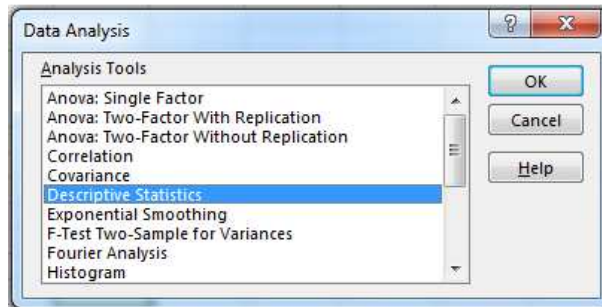 Data Analysis
Analysis Tools
Anova: Single Factor
Anova: Two-Factor With Replication
Anova: Two-Factor Without Replication
Correlation
Covariance
Descriptive Statistics
Exponential Smoothing
F-Test Two-Sample for Variances
Fourier Analysis
Histogram
OK
Cancel
Help